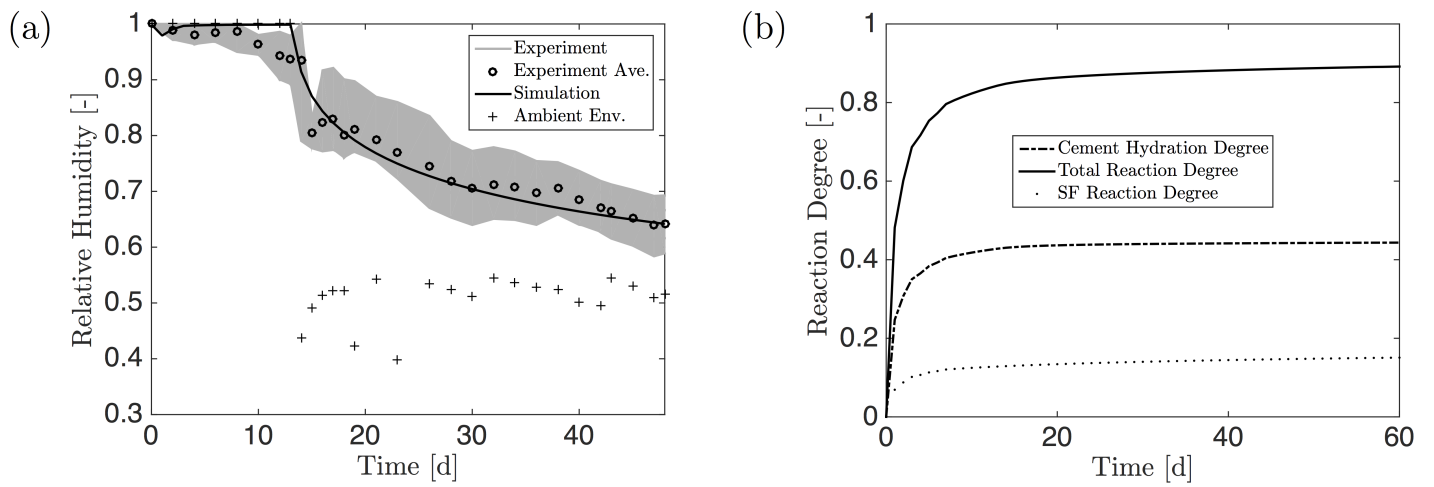 (a)
Relative Humidity [-]
1
0.9
0.8
0.7
0.6
0.5
0.4
0.3
0 10 20 30 40
Time [d]
Experiment
Experiment Ave.
Simulation
Ambient Env.
(b)
Reaction Degree [-]
1
0.8
0.6
0.4
0.2
0
0 20 40 60
Time [d]
Cement Hydration Degree
Total Reaction Degree
SF Reaction Degree